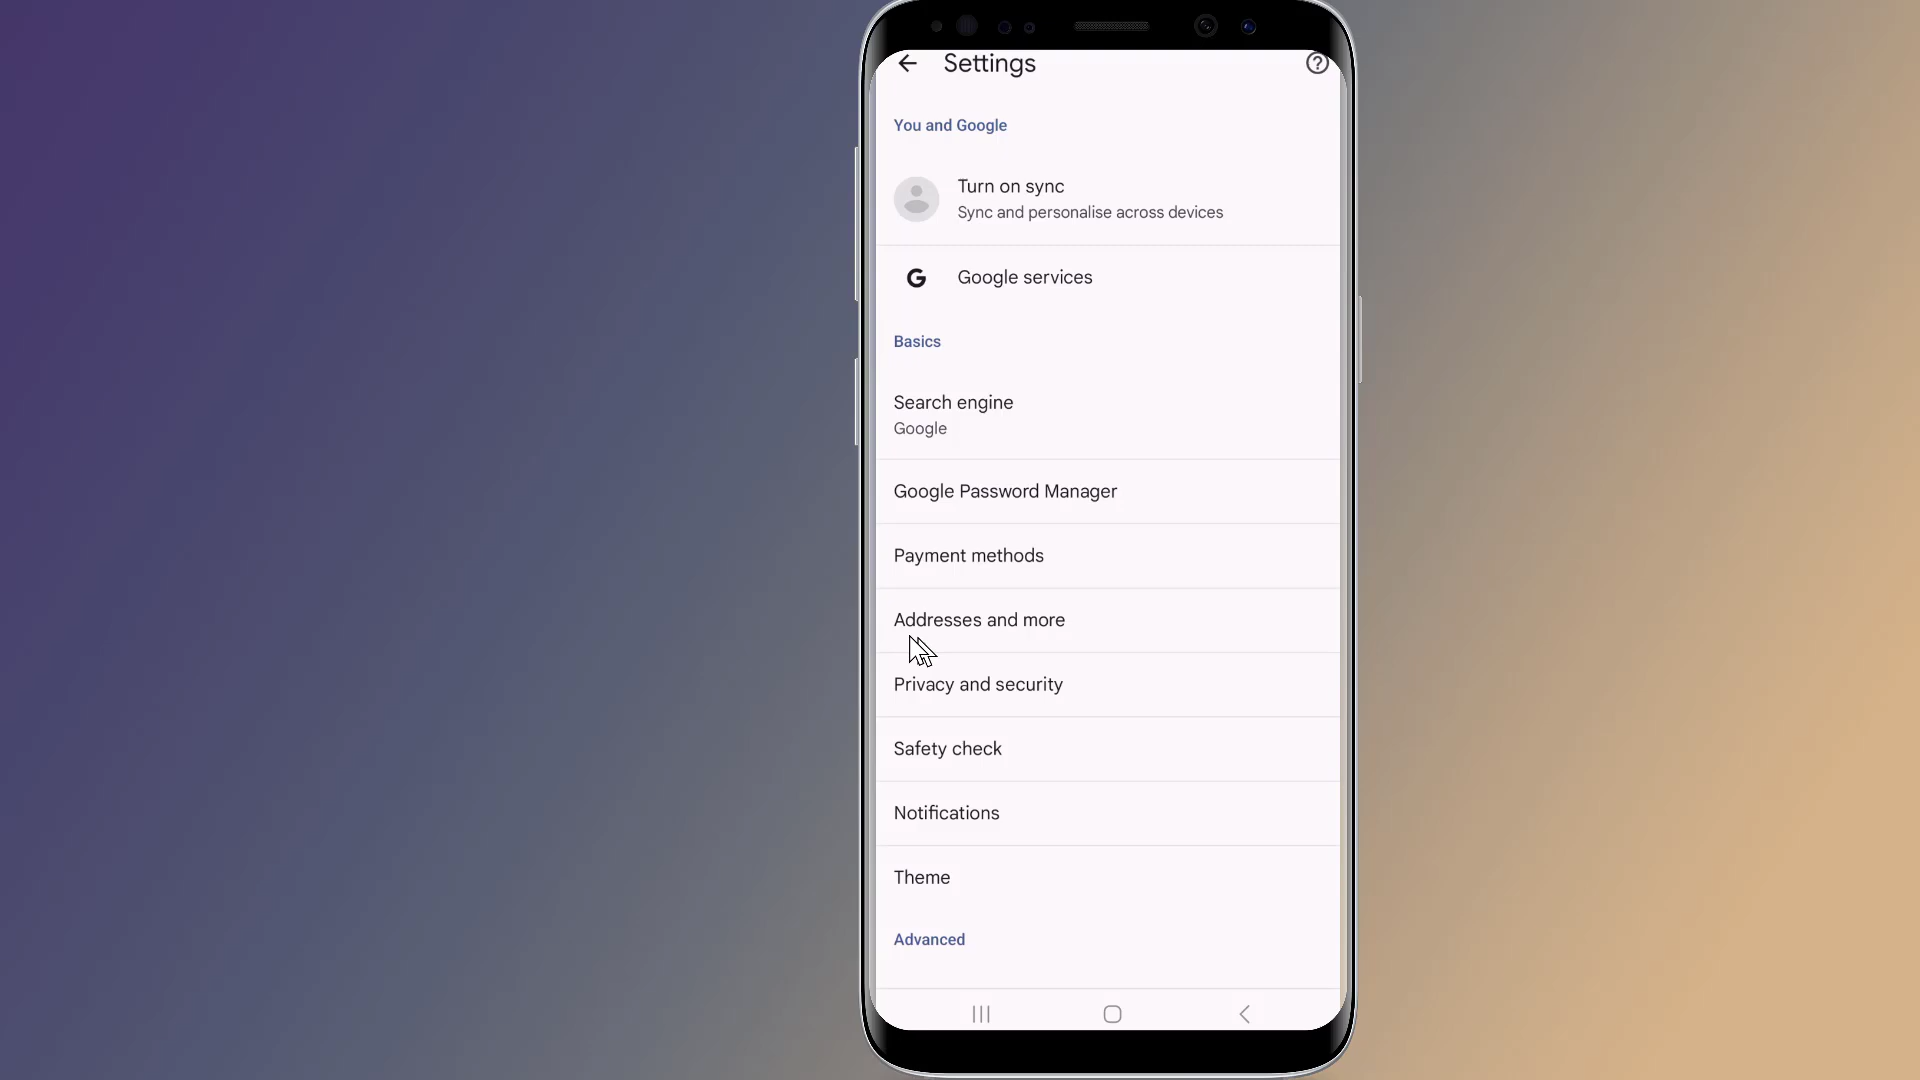 Settings
You and Google
Turn on sync
Sync and personalise across devices
Google services
Basics
Search engine
Google
Google Password Manager
Payment methods
Addresses and more
Privacy and security
Safety check
Notifications
Theme
Advanced